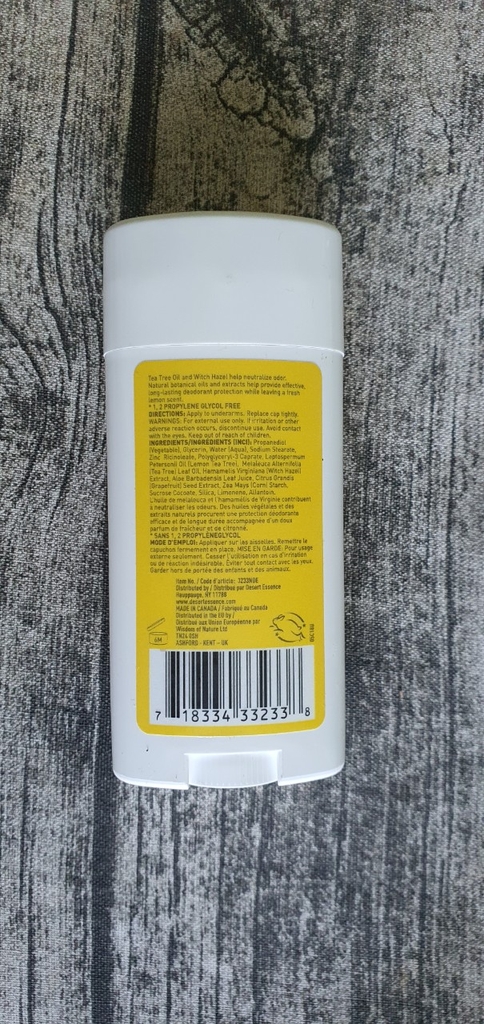 Tea Tree Oil and Witch Hazel help neutralize odor.
Natural botanical oils and extracts help provide effective,
long-lasting deodorant protection while leaving a fresh
lemon scent.
* 1, 2 PROPYLENE GLYCOL FREE
DIRECTIONS: Apply to underarms. Replace cap tightly.
WARNINGS: For external use only. If irritation or other
adverse reaction occurs, discontinue use. Avoid contact
with the eyes. Keep out of reach of children.
INGREDIENTS/INGRÉDIENTS (INCI): Propanediol
(Vegetable), Glycerin, Water (Aqua), Sodium Stearate,
Zinc Ricinoleate, Polyglyceryl-3 Caprate, Leptospermum
Petersonii Oil (Lemon Tea Tree), Melaleuca Alternifolia
(Tea Tree) Leaf Oil, Hamamelis Virginiana (Witch Hazel)
Extract, Aloe Barbadensis Leaf Juice, Citrus Grandis
(Grapefruit) Seed Extract, Zea Mays (Corn) Starch,
Sucrose Cocoate, Silica, Limonene, Allantoin.
L'huile de melaleuca et l'hamamélis de Virginie contribuent
à neutraliser les odeurs. Des huiles végétales et des
extraits naturels procurent une protection déodorante
efficace et de longue durée accompagnée d'un doux
parfum de fraîcheur et de citronné.
* SANS 1, 2 PROPYLÈNEGLYCOL
MODE D'EMPLOI: Appliquer sur les aisselles. Remettre le
capuchon fermement en place. MISE EN GARDE: Pour usage
externe seulement. Cesser l'utilisation en cas d'irritation
ou de réaction indésirable. Éviter tout contact avec les yeux.
Garder hors de portée des enfants et des animaux.
Item No. / Code d'article:
Distributed by / Distribué par Desert Essence
Hauppauge, NY 11788
www.desertessence.com
MADE IN CANADA / Fabriqué au Canada
Distributed in the EU by /
Distribué aux Union Européenne par
Wisdom of Nature Ltd
TN24 0SH
ASHFORD - KENT - UK
6M
7 18334 33233 8